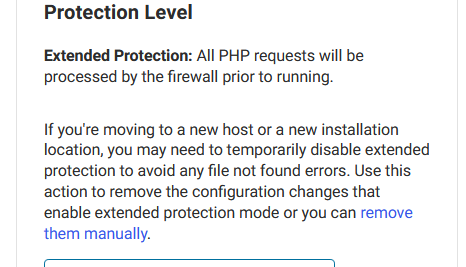 Protection Level
Extended Protection: All PHP requests will be
processed by the firewall prior to running.
If you're moving to a new host or a new installation
location, you may need to temporarily disable extended
protection to avoid any file not found errors. Use this
action to remove the configuration changes that
enable extended protection mode or you can remove
them manually.